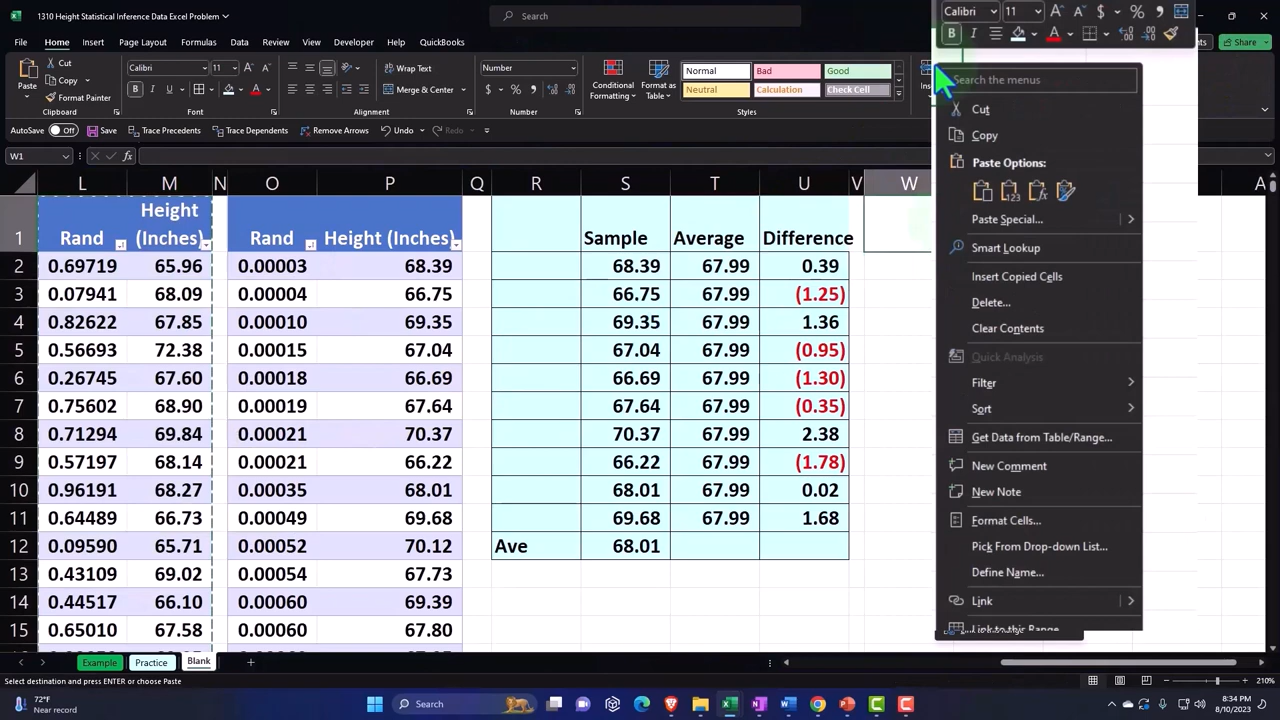 1310 Height Statistical Inference Data Excel Problem
Search
Calibri 11 $ %
File Home Insert Page Layout Formulas Data Review View Developer Help QuickBooks
Share
Cut
Copy
Format Painter
Paste
Clipboard
Calibri 11
B I U
Font
Wrap Text
Alignment
Conditional Formatting
Format as Table
Normal Bad Good
Neutral Calculation Check Cell
Styles
AutoSave Off Save Trace Precedents Trace Dependents Remove Arrows Undo Redo
W1
fx
L M N O P Q R S T U V W
1 Rand Height (Inches) Rand Height (Inches) Sample Average Difference
2 0.69719 65.96 0.00003 68.39 68.39 67.99 0.39
3 0.07941 68.09 0.00004 66.75 66.75 67.99 (1.25)
4 0.82622 67.85 0.00010 69.35 69.35 67.99 1.36
5 0.56693 72.38 0.00015 67.04 67.04 67.99 (0.95)
6 0.26745 67.60 0.00018 66.69 66.69 67.99 (1.30)
7 0.75602 68.90 0.00019 67.64 67.64 67.99 (0.35)
8 0.71294 69.84 0.00021 70.37 70.37 67.99 2.38
9 0.57197 68.14 0.00021 66.22 66.22 67.99 (1.78)
10 0.96191 68.27 0.00035 68.01 68.01 67.99 0.02
11 0.64489 66.73 0.00049 69.68 69.68 67.99 1.68
12 0.09590 65.71 0.00052 70.12 Ave 68.01
13 0.43109 69.02 0.00054 67.73
14 0.44517 66.10 0.00060 69.39
15 0.65010 67.58 0.00060 67.80
B I A
Search the menus
Cut
Copy
Paste Options:
Paste Special...
Smart Lookup
Insert Copied Cells
Delete...
Clear Contents
Quick Analysis
Filter
Sort
Get Data from Table/Range...
New Comment
New Note
Format Cells...
Pick From Drop-down List...
Define Name...
Link
Link to this Range
Example Practice Blank
Select destination and press ENTER or choose Paste
210%
72°F
Near record
Search
8:34 PM
8/10/2023